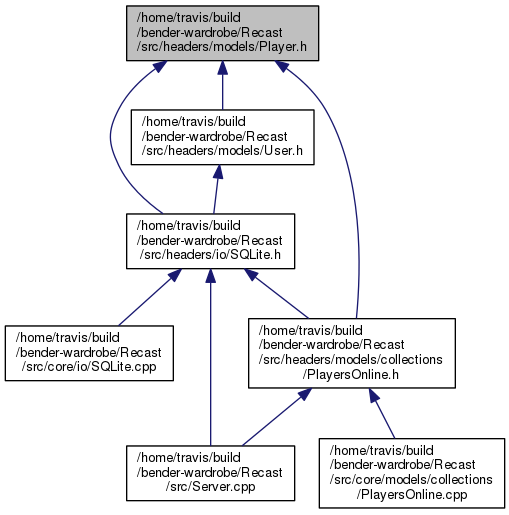 /home/travis/build
/bender-wardrobe/Recast
/src/headers/models/Player.h
/home/travis/build
/bender-wardrobe/Recast
/src/headers/models/User.h
/home/travis/build
/bender-wardrobe/Recast
/src/headers/io/SQLite.h
/home/travis/build
/bender-wardrobe/Recast
/src/core/io/SQLite.cpp
/home/travis/build
/bender-wardrobe/Recast
/src/headers/models/collections
/PlayersOnline.h
/home/travis/build
/bender-wardrobe/Recast
/src/Server.cpp
/home/travis/build
/bender-wardrobe/Recast
/src/core/models/collections
/PlayersOnline.cpp